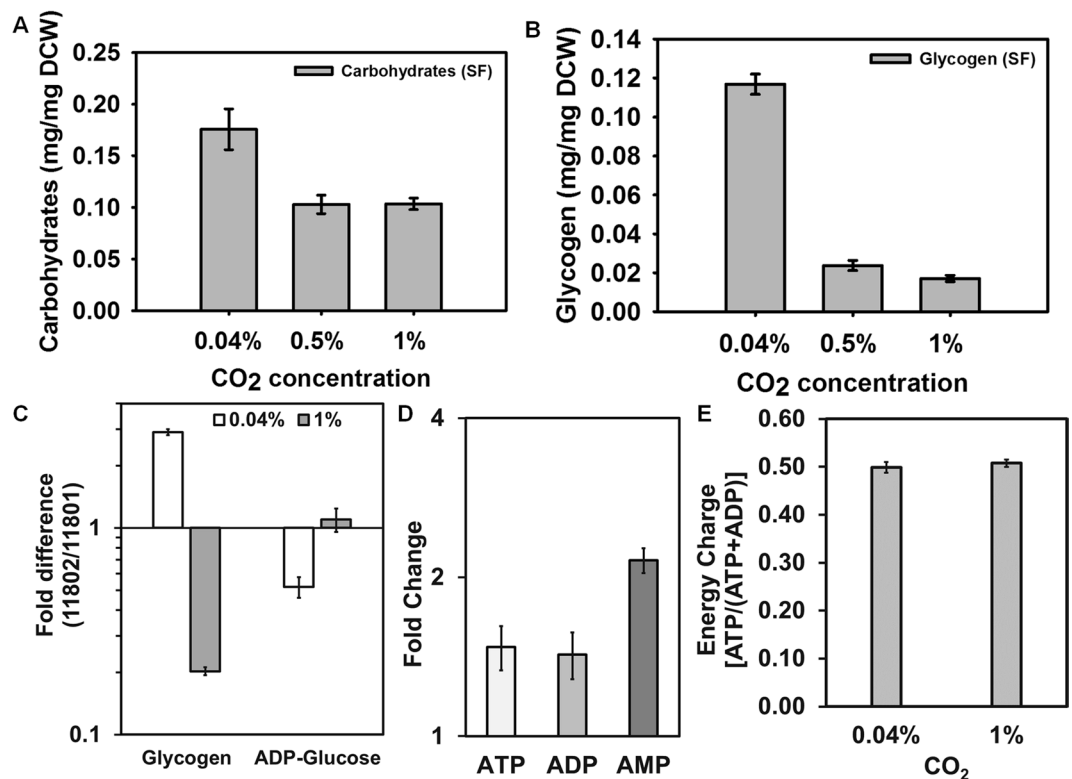 A
Carbohydrates (mg/mg DCW)
0.25
0.20
0.15
0.10
0.05
0.00
Carbohydrates (SF)
0.04% 0.5% 1%
CO2 concentration
B
Glycogen (mg/mg DCW)
0.14
0.12
0.10
0.08
0.06
0.04
0.02
0.00
Glycogen (SF)
0.04% 0.5% 1%
CO2 concentration
C
Fold difference
(11802/11801)
1
0.1
0.04% 1%
Glycogen ADP-Glucose
D
Fold Change
4
2
1
ATP ADP AMP
E
Energy Charge
[ATP/(ATP+ADP)]
0.60
0.50
0.40
0.30
0.20
0.10
0.00
0.04% 1%
CO2